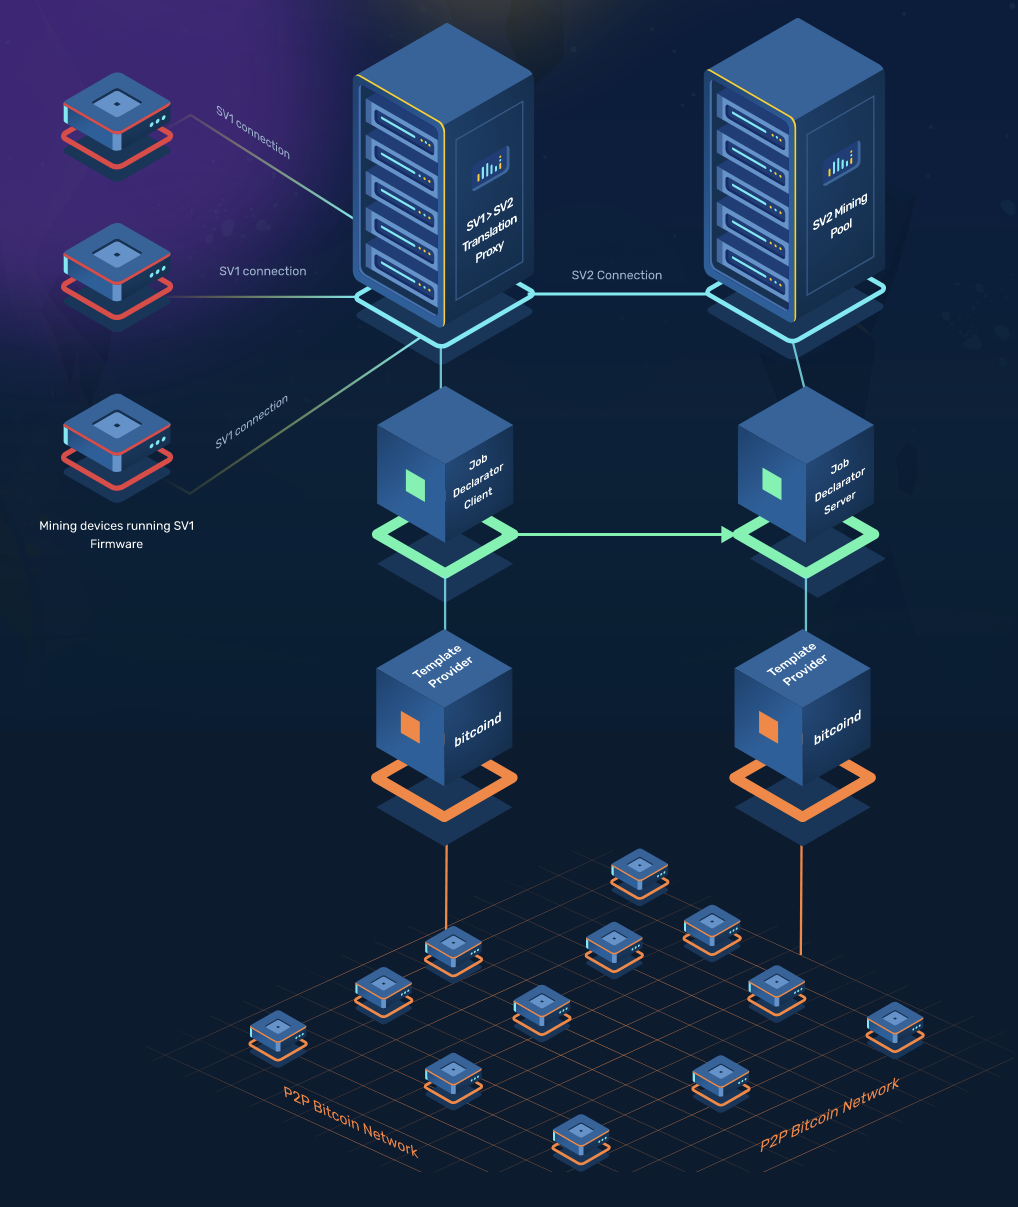 SV1 connection
SV1>SV2
Translation
Proxy
SV2 Mining
Pool
SV1 connection
SV2 Connection
SV1 connection
Mining devices running SV1
Firmware
Job
Declarator
Client
Job
Declarator
Server
Template
Provider
bitcoind
Template
Provider
bitcoind
P2P Bitcoin Network
P2P Bitcoin Network